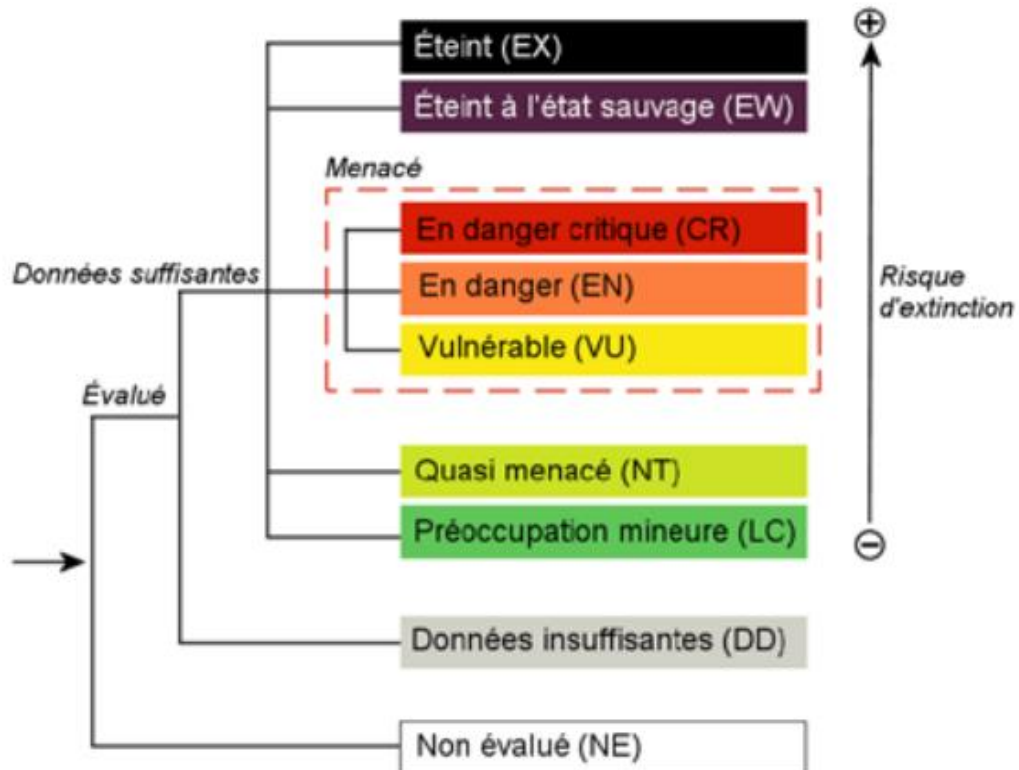 Éteint (EX)
Éteint à l'état sauvage (EW)
Menacé
En danger critique (CR)
Données suffisantes
En danger (EN)
Risque
d'extinction
Vulnérable (VU)
Évalué
Quasi menacé (NT)
Préoccupation mineure (LC)
Données insuffisantes (DD)
Non évalué (NE)